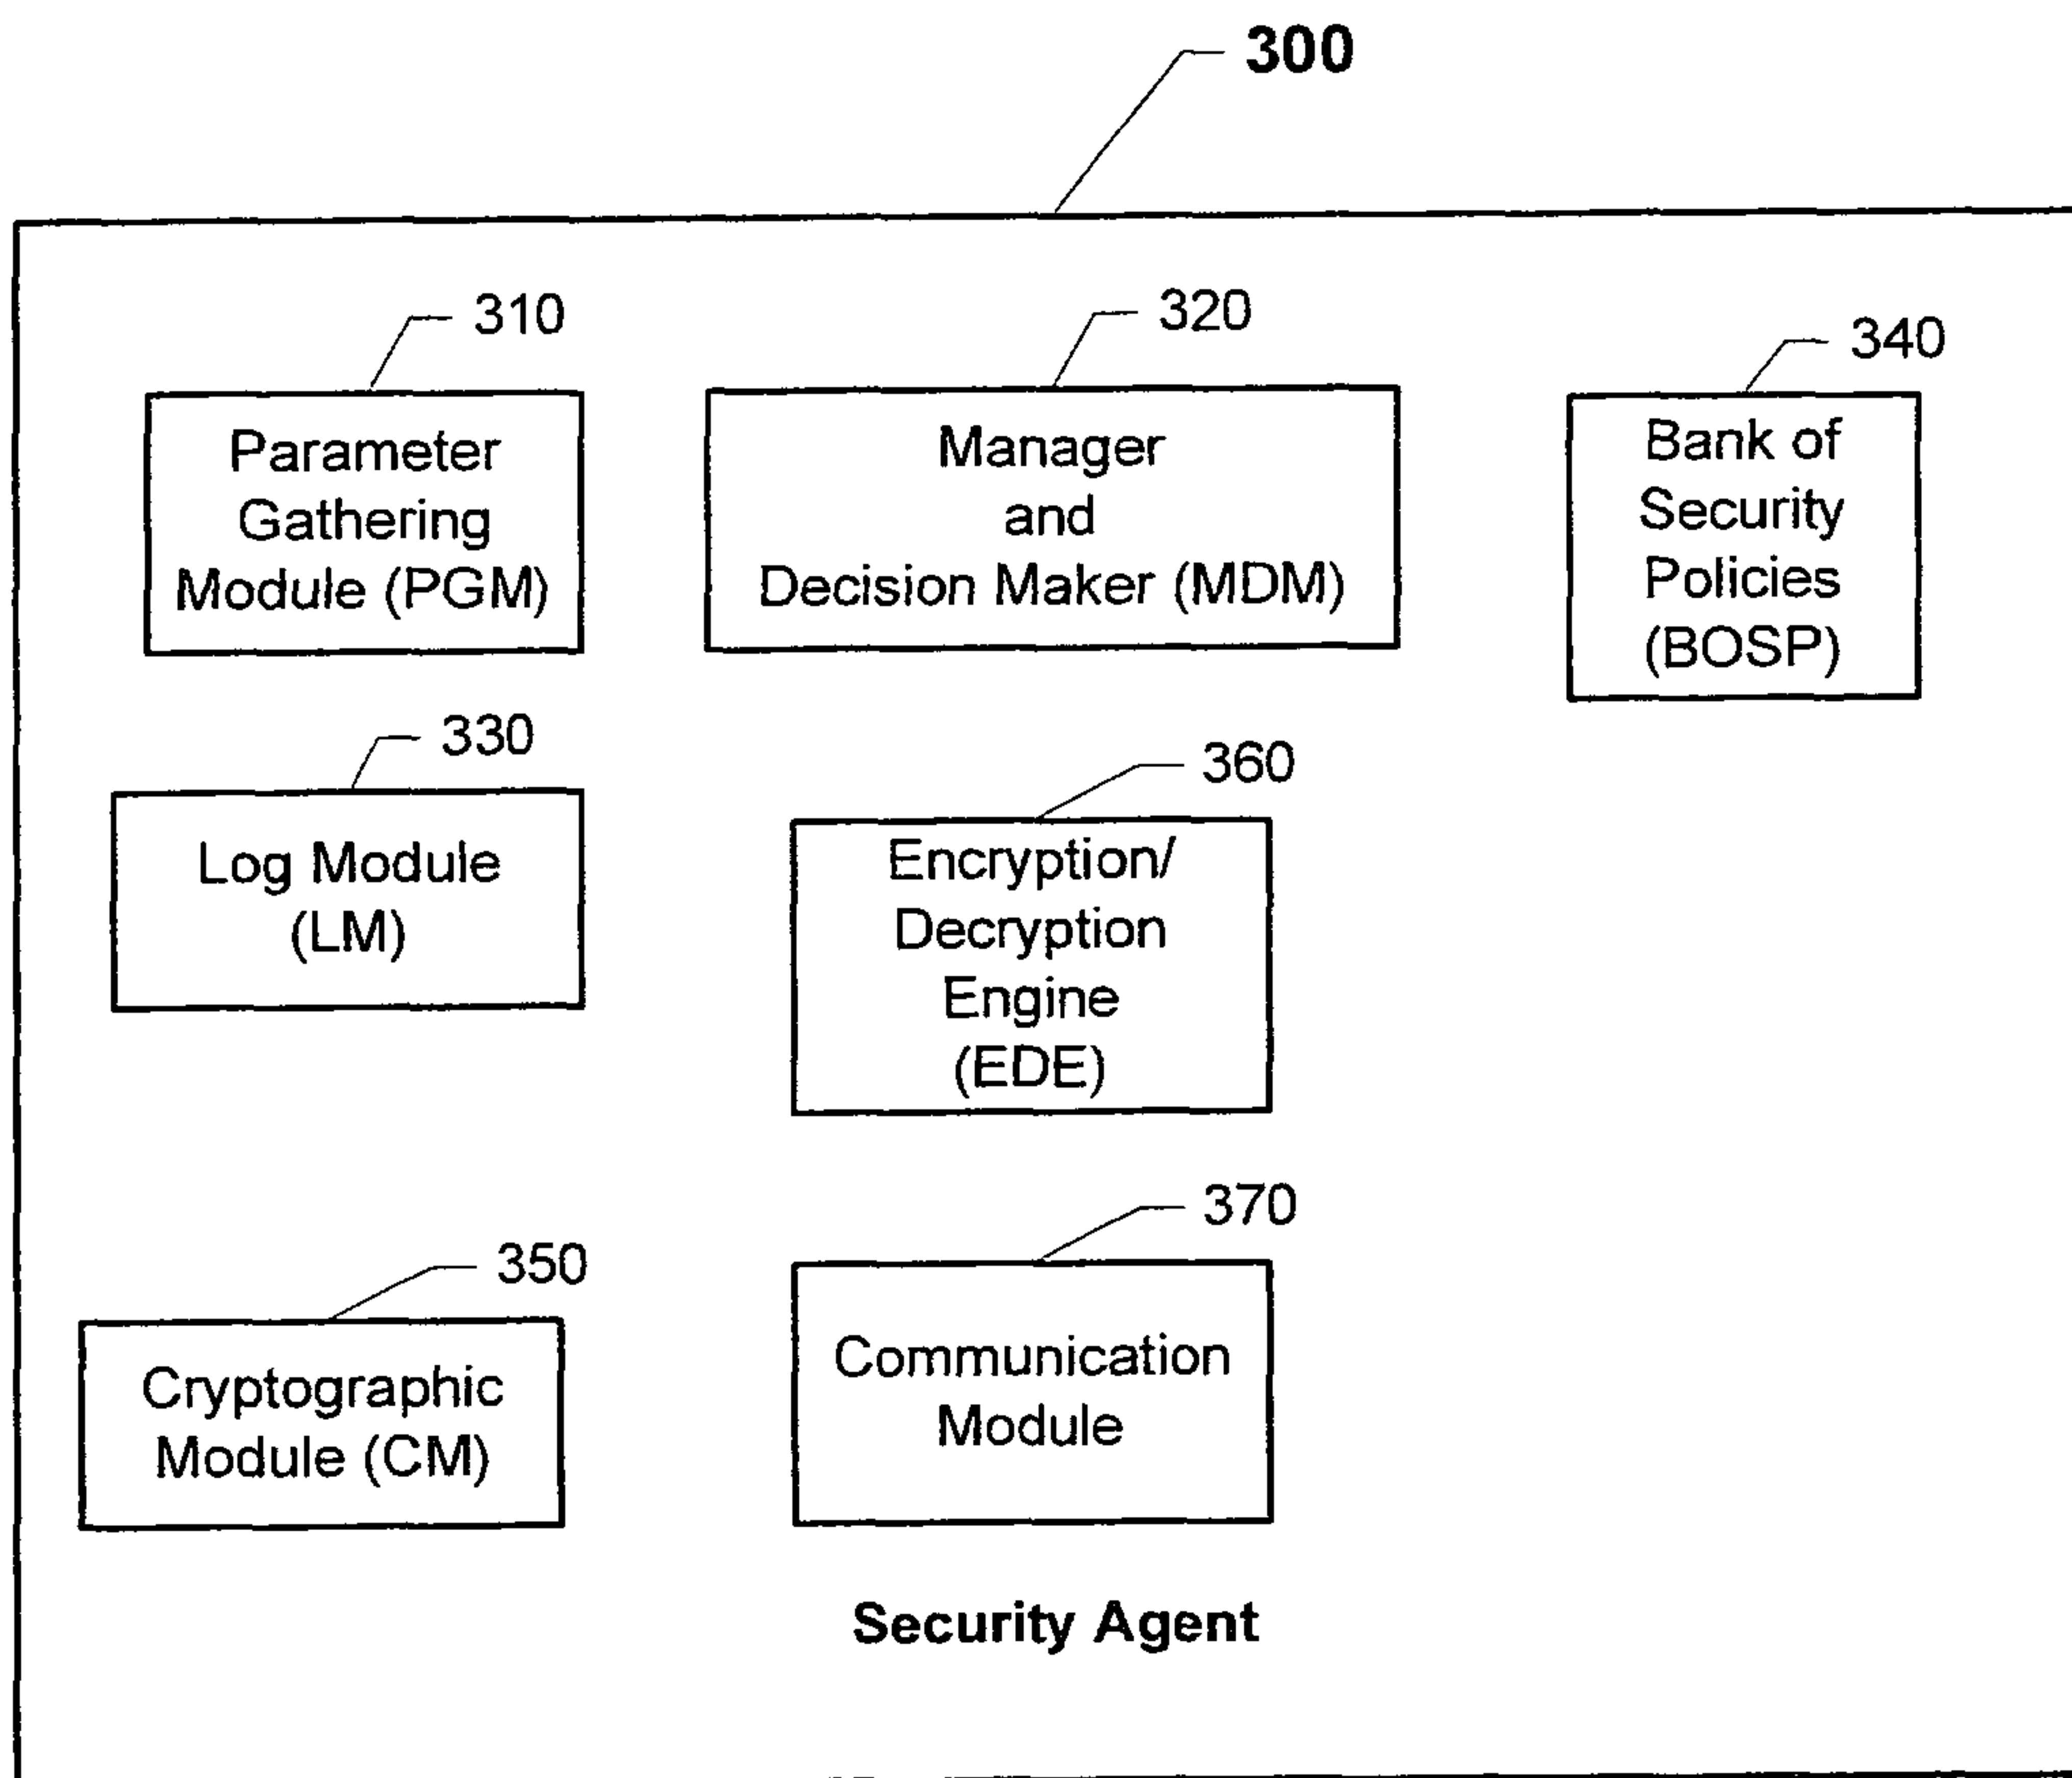 300
310
Parameter
Gathering
Module (PGM)
320
Manager
and
Decision Maker (MDM)
340
Bank of
Security
Policies
(BOSP)
330
Log Module
(LM)
360
Encryption/
Decryption
Engine
(EDE)
350
Cryptographic
Module (CM)
370
Communication
Module
Security Agent